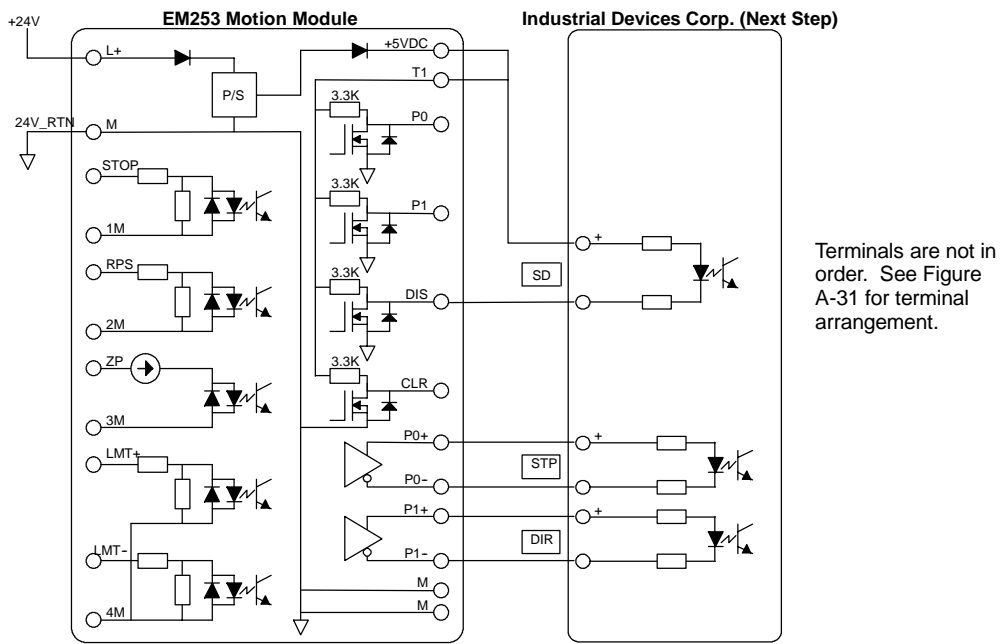 EM253 Motion Module
Industrial Devices Corp. (Next Step)
+24V
L+
P/S
24V_RTN
M
STOP
1M
RPS
2M
ZP
3M
LMT+
LMT-
4M
+5VDC
T1
3.3K
P0
3.3K
P1
3.3K
DIS
3.3K
CLR
P0+
P0-
P1+
P1-
M
M
+
SD
+
STP
+
DIR
Terminals are not in
order. See Figure
A-31 for terminal
arrangement.